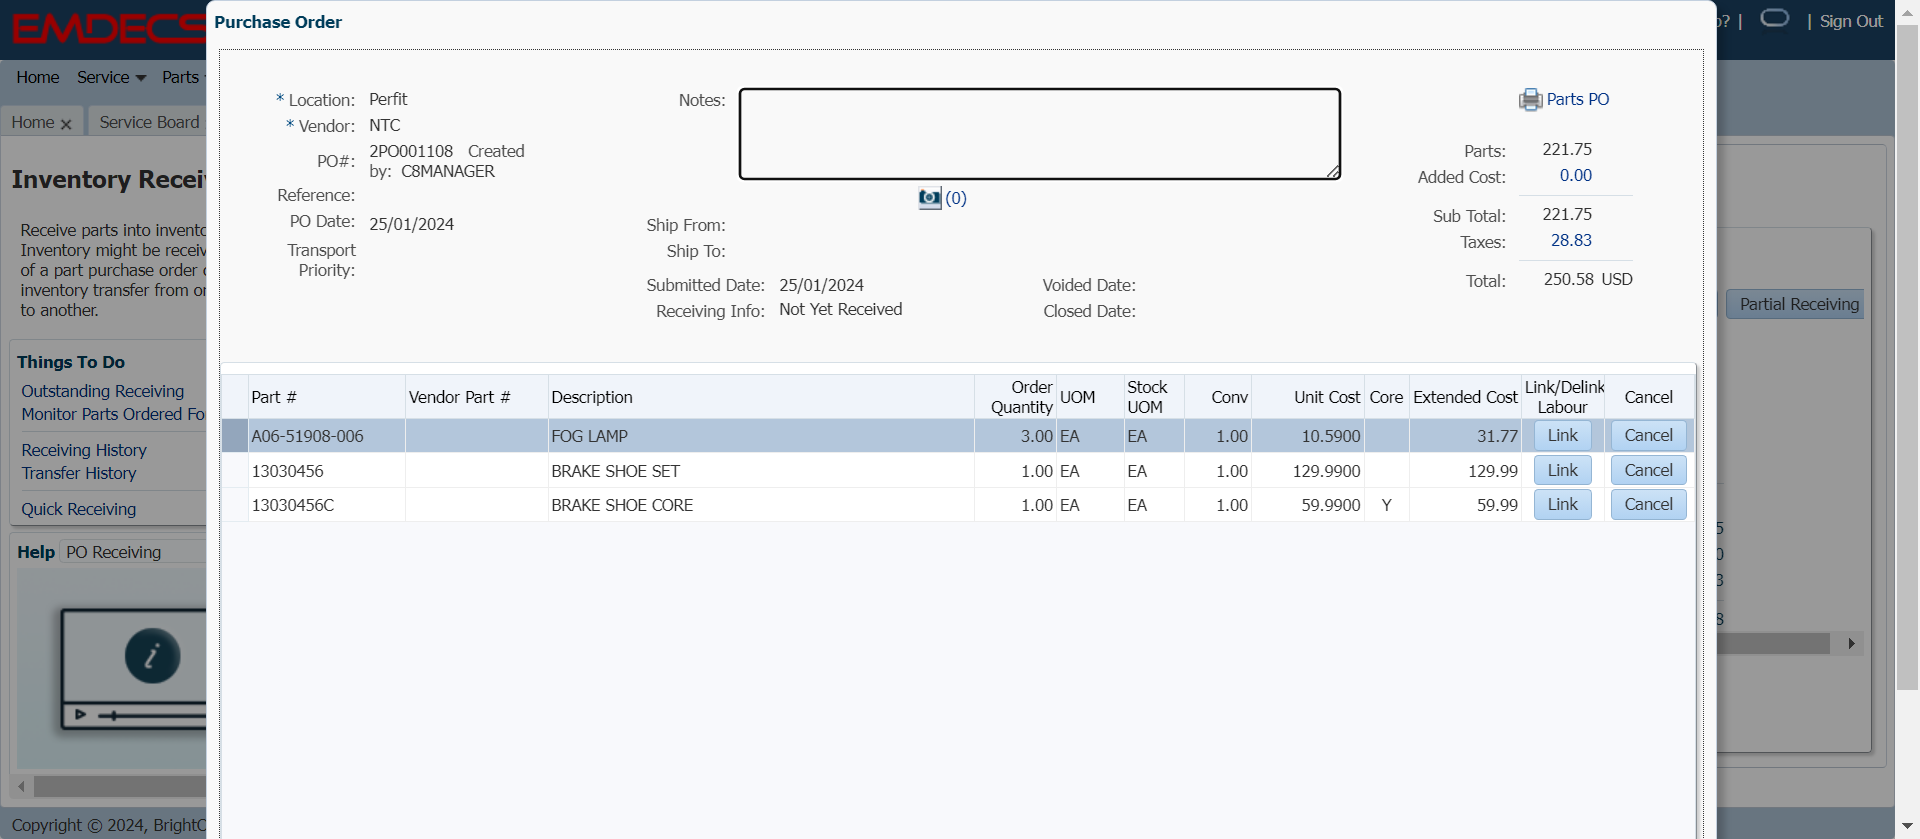 EMDECS
? |
| Sign Out
Home Service Parts
Home Service Board
Purchase Order
* Location: Perfit
* Vendor: NTC
PO#: 2PO001108 Created by: C8MANAGER
Reference:
PO Date: 25/01/2024
Transport Priority:
Notes:
(0)
Ship From:
Ship To:
Submitted Date: 25/01/2024
Receiving Info: Not Yet Received
Voided Date:
Closed Date:
Parts PO
Parts: 221.75
Added Cost: 0.00
Sub Total: 221.75
Taxes: 28.83
Total: 250.58 USD
Part # Vendor Part # Description Order Quantity UOM Stock UOM Conv Unit Cost Core Extended Cost Link/Delink Labour Cancel
A06-51908-006 FOG LAMP 3.00 EA EA 1.00 10.5900 31.77 Link Cancel
13030456 BRAKE SHOE SET 1.00 EA EA 1.00 129.9900 129.99 Link Cancel
13030456C BRAKE SHOE CORE 1.00 EA EA 1.00 59.9900 Y 59.99 Link Cancel
Inventory Recei
Receive parts into invento
Inventory might be receiv
of a part purchase order
inventory transfer from or
to another.
Things To Do
Outstanding Receiving
Monitor Parts Ordered Fo
Receiving History
Transfer History
Quick Receiving
Help PO Receiving
i
Partial Receiving
5
0
3
8
Copyright © 2024, BrightO